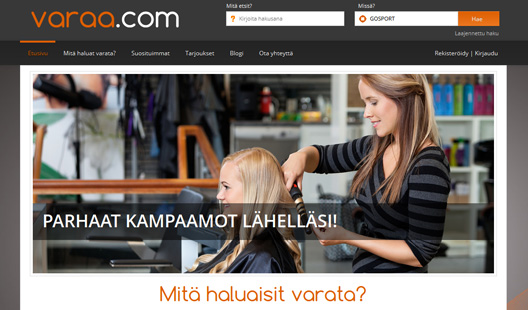 varaa.com
Mitä etsit?
Missä?
? Kirjoita hakusana
GOSPORT
Hae
Laajennettu haku
Etusivu Mitä haluat varata? Suosituimmat Tarjoukset Blogi Ota yhteyttä Rekisteröidy | Kirjaudu
PARHAAT KAMPAAMOT LÄHELLÄSI!
Mitä haluaisit varata?